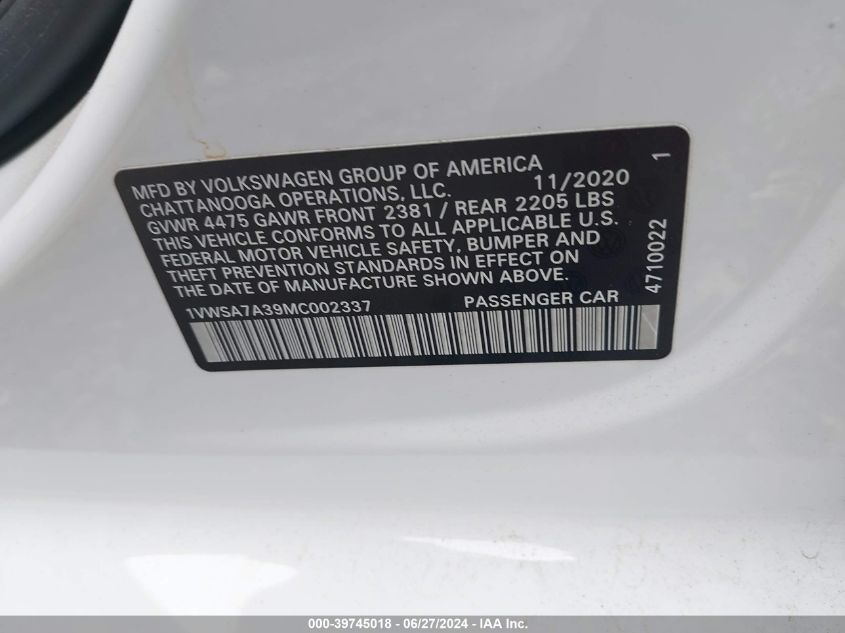 MFD BY VOLKSWAGEN GROUP OF AMERICA
CHATTANOOGA OPERATIONS, LLC. 11/2020 1
GVWR 4475 GAWR FRONT 2381 / REAR 2205 LBS
THIS VEHICLE CONFORMS TO ALL APPLICABLE U.S.
FEDERAL MOTOR VEHICLE SAFETY, BUMPER AND
THEFT PREVENTION STANDARDS IN EFFECT ON
THE DATE OF MANUFACTURE SHOWN ABOVE.
1VWSA7A39MC002337 PASSENGER CAR
4710022
000-39745018 - 06/27/2024 - IAA Inc.